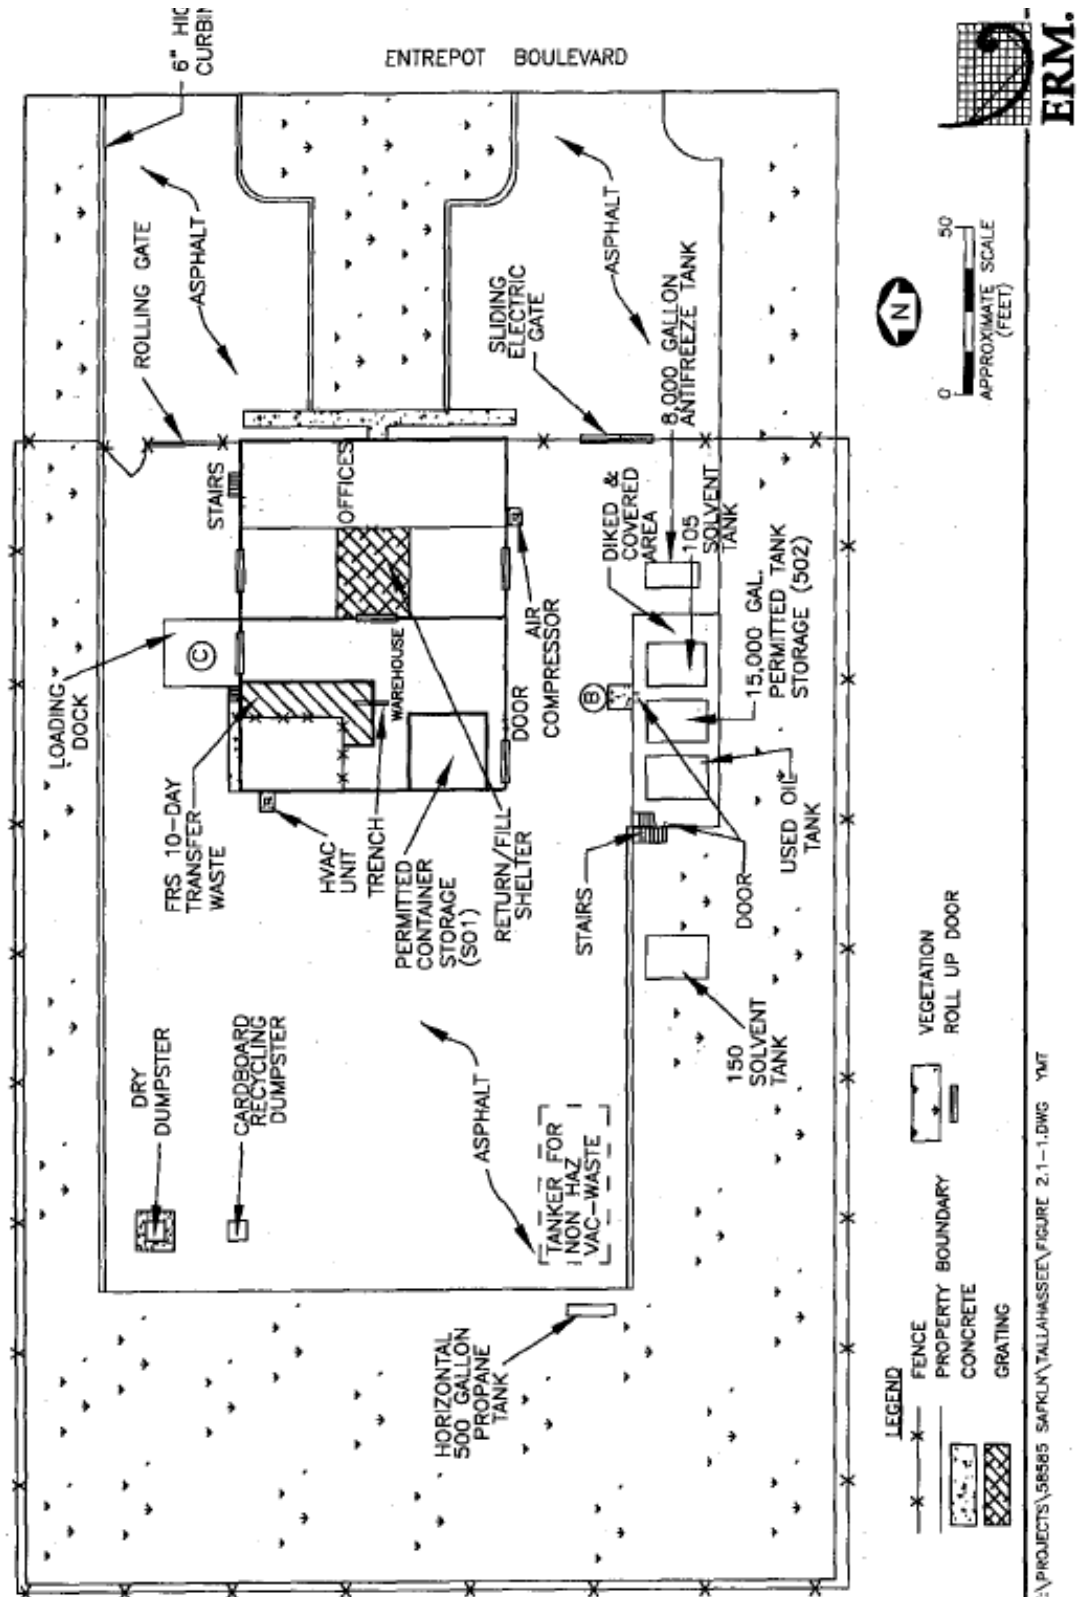 ENTREPOT BOULEVARD
6" HIG
CURBIN
ASPHALT
ROLLING GATE
ASPHALT
SLIDING
ELECTRIC
GATE
8,000 GALLON
ANTIFREEZE TANK
STAIRS
OFFICES
DIKED &
COVERED
AREA
105
SOLVENT
TANK
15,000 GAL.
PERMITTED TANK
STORAGE (502)
LOADING
DOCK
C
WAREHOUSE
DOOR
AIR
COMPRESSOR
B
USED OIL
TANK
FRS 10-DAY
TRANSFER
WASTE
HVAC
UNIT
TRENCH
PERMITTED
CONTAINER
STORAGE
(S01)
RETURN/FILL
SHELTER
STAIRS
DOOR
150
SOLVENT
TANK
DRY
DUMPSTER
CARDBOARD
RECYCLING
DUMPSTER
ASPHALT
TANKER FOR
NON HAZ
VAC-WASTE
HORIZONTAL
500 GALLON
PROPANE
TANK
LEGEND
FENCE
PROPERTY BOUNDARY
CONCRETE
GRATING
VEGETATION
ROLL UP DOOR
N
0 50
APPROXIMATE SCALE
(FEET)
ERM.
:\PROJECTS\58585 SAFKLN\TALLAHASSEE\FIGURE 2.1-1.DWG YMT